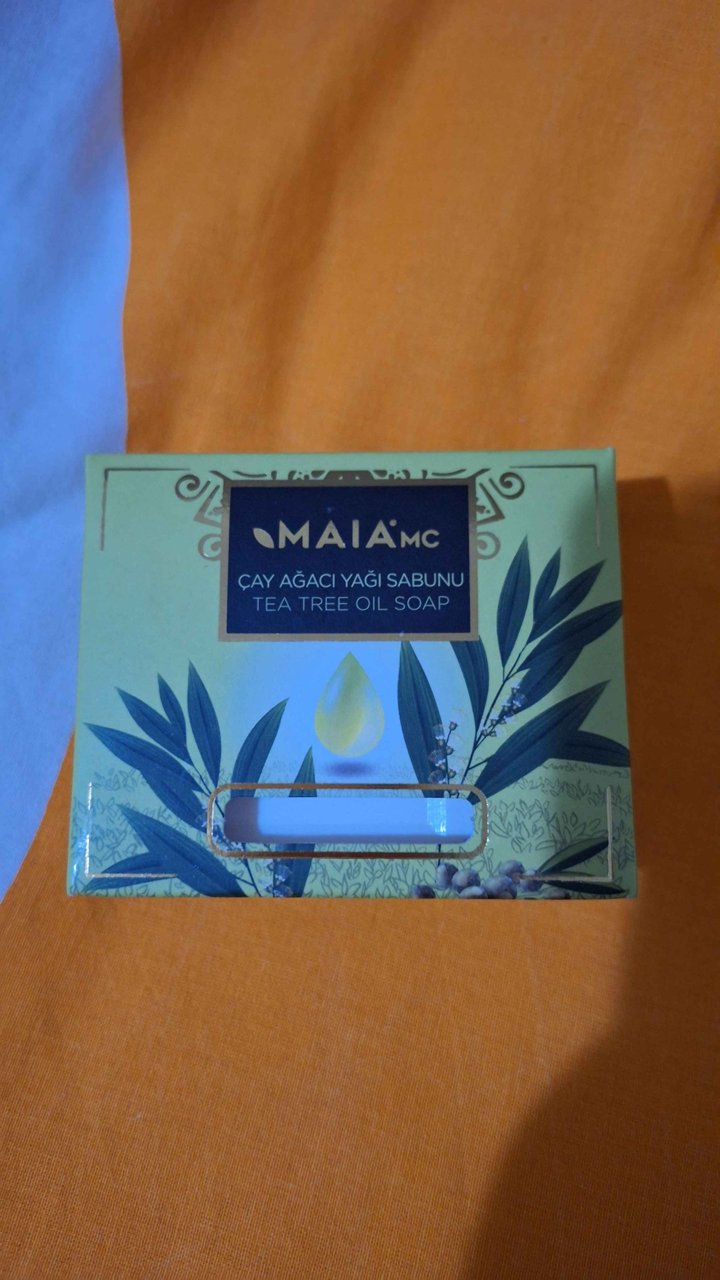 MAIA MC
ÇAY AĞACI YAĞI SABUNU
TEA TREE OIL SOAP